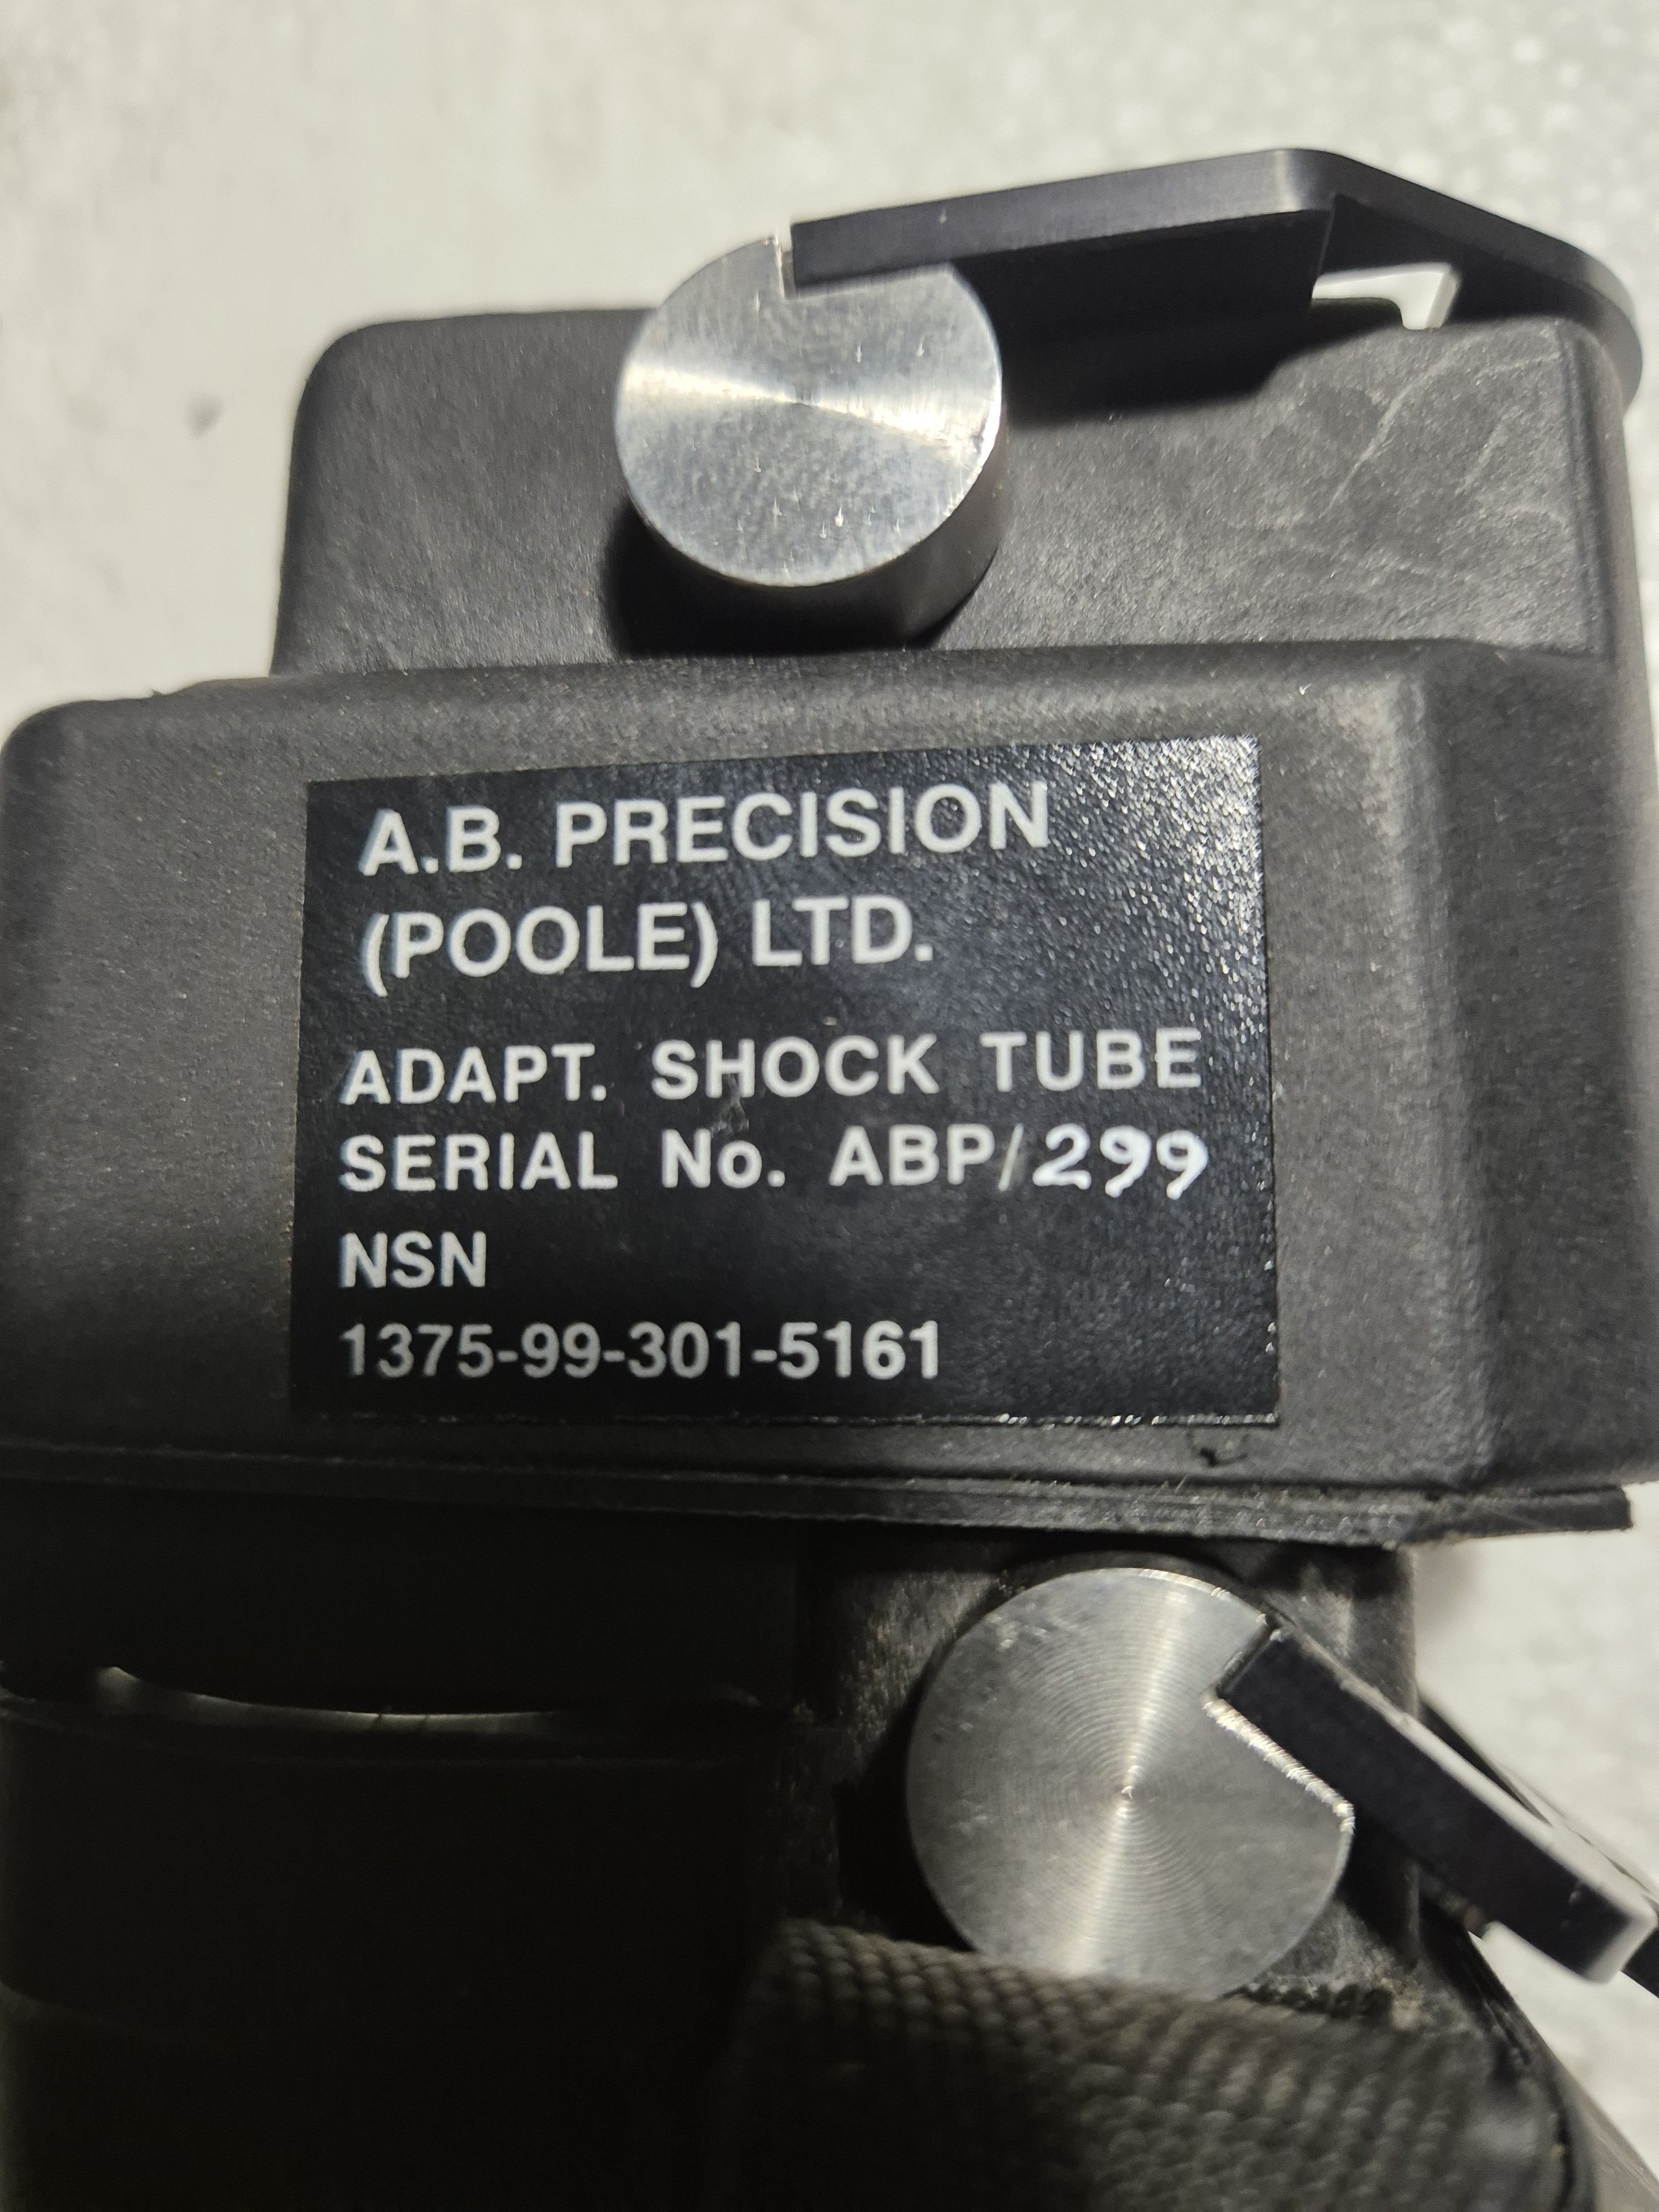 A.B. PRECISION
(POOLE) LTD.
ADAPT. SHOCK TUBE
SERIAL No. ABP/299
NSN
1375-99-301-5161